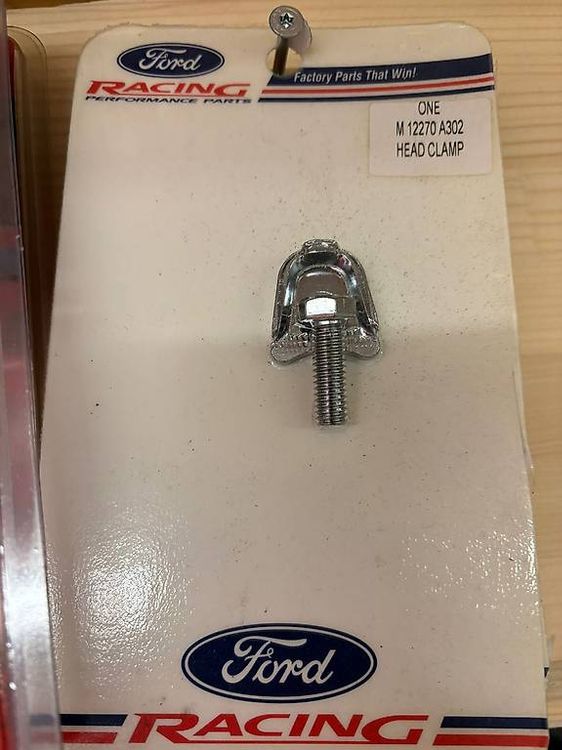 Ford
RACING
PERFORMANCE PARTS
Factory Parts That Win!
ONE
M 12270 A302
HEAD CLAMP
Ford
RACING